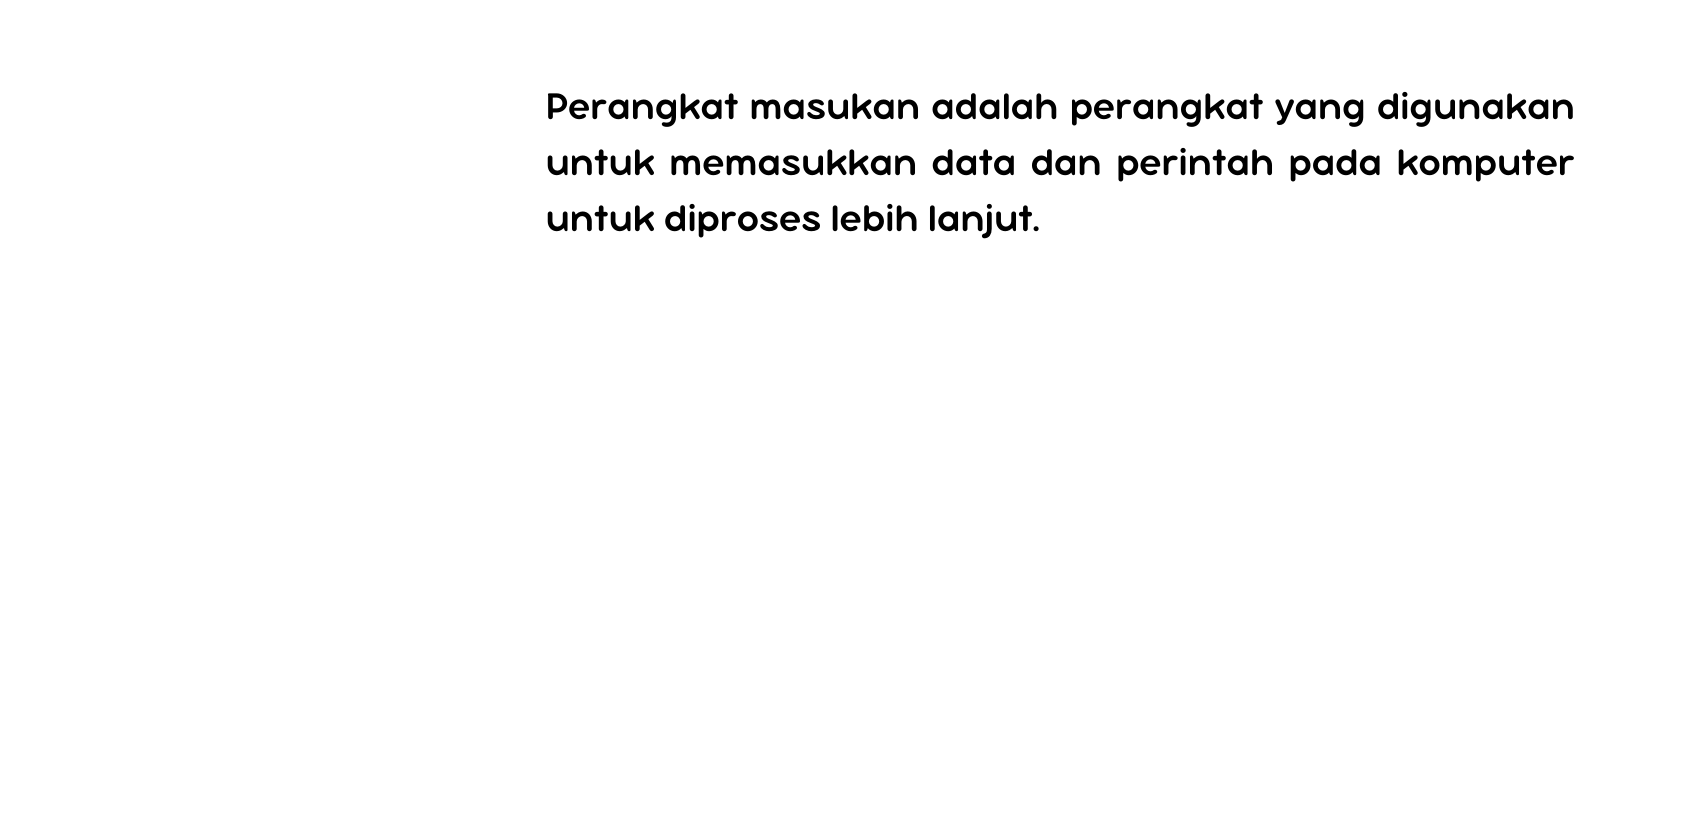 Perangkat masukan adalah perangkat yang digunakan
untuk memasukkan data dan perintah pada komputer
untuk diproses lebih lanjut.